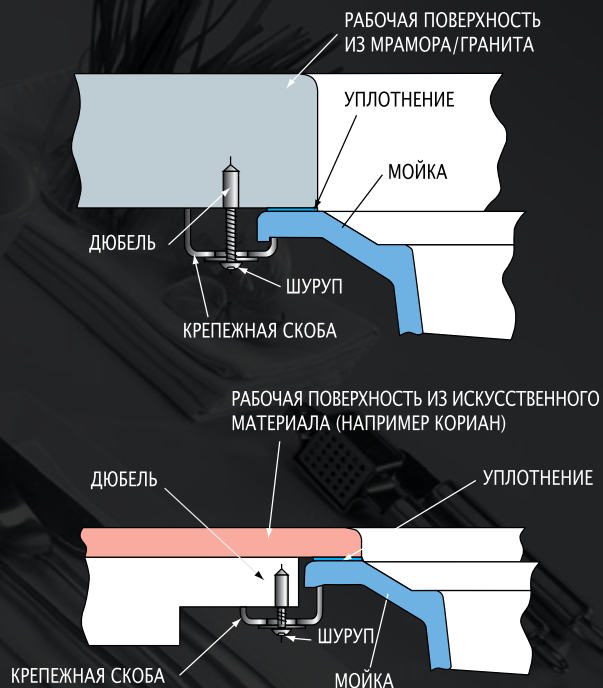 РАБОЧАЯ ПОВЕРХНОСТЬ
ИЗ МРАМОРА/ГРАНИТА
УПЛОТНЕНИЕ
МОЙКА
ДЮБЕЛЬ
ШУРУП
КРЕПЕЖНАЯ СКОБА
РАБОЧАЯ ПОВЕРХНОСТЬ ИЗ ИСКУССТВЕННОГО
МАТЕРИАЛА (НАПРИМЕР КОРИАН)
ДЮБЕЛЬ
УПЛОТНЕНИЕ
ШУРУП
КРЕПЕЖНАЯ СКОБА
МОЙКА